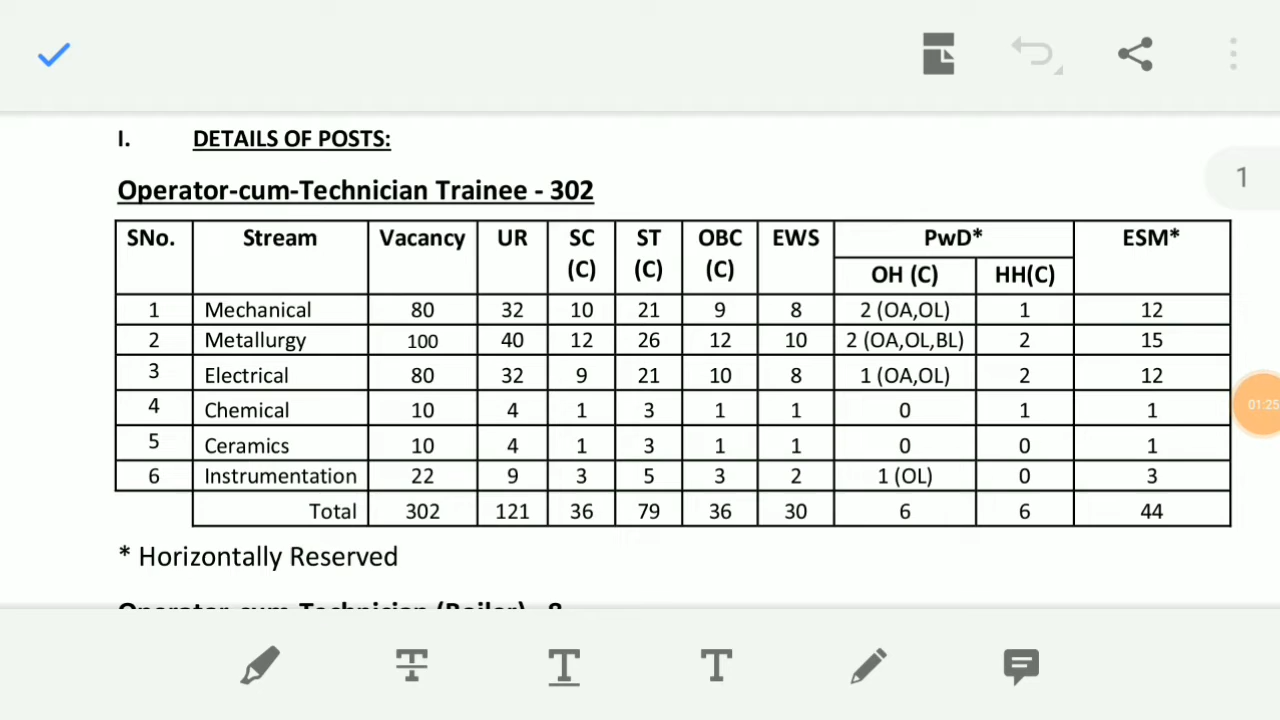 I. DETAILS OF POSTS:
1
Operator-cum-Technician Trainee - 302
SNo. Stream Vacancy UR SC (C) ST (C) OBC (C) EWS PwD* ESM*
OH (C) HH(C)
1 Mechanical 80 32 10 21 9 8 2 (OA,OL) 1 12
2 Metallurgy 100 40 12 26 12 10 2 (OA,OL,BL) 2 15
3 Electrical 80 32 9 21 10 8 1 (OA,OL) 2 12
4 Chemical 10 4 1 3 1 1 0 1 1
01:25
5 Ceramics 10 4 1 3 1 1 0 0 1
6 Instrumentation 22 9 3 5 3 2 1 (OL) 0 3
Total 302 121 36 79 36 30 6 6 44
* Horizontally Reserved
Operator-cum-Technician (Boiler) - 8
T T T